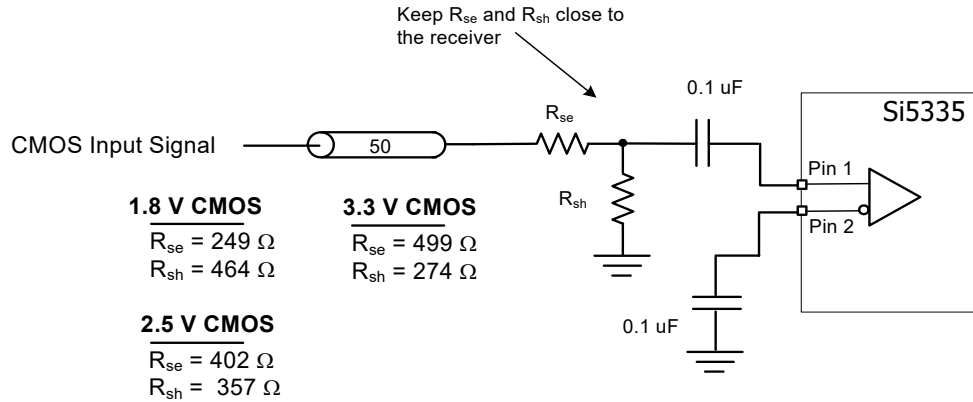 Keep Rse and Rsh close to
the receiver
0.1 uF
Si5335
Rse
CMOS Input Signal
50
Pin 1
Rsh
Pin 2
1.8 V CMOS
Rse = 249 Ω
Rsh = 464 Ω
3.3 V CMOS
Rse = 499 Ω
Rsh = 274 Ω
0.1 uF
2.5 V CMOS
Rse = 402 Ω
Rsh = 357 Ω